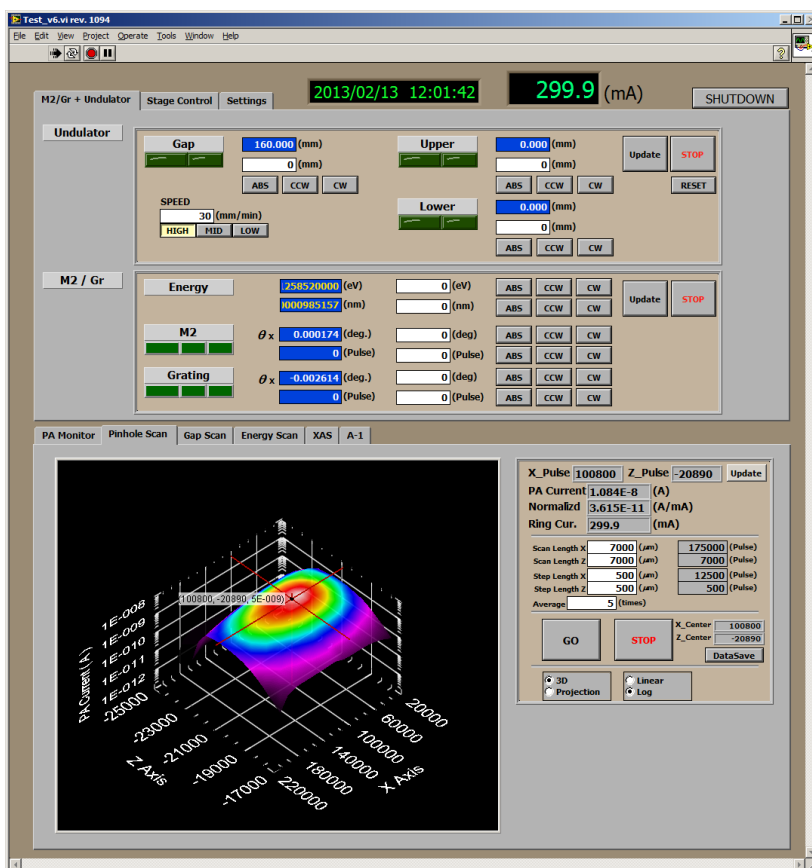 Test_v6.vi rev. 1094
File Edit View Project Operate Tools Window Help
2013/02/13 12:01:42 299.9 (mA) SHUTDOWN
M2/Gr + Undulator Stage Control Settings
Undulator
Gap 160.000 (mm) Upper 0.000 (mm) Update STOP
0 (mm) 0 (mm)
ABS CCW CW ABS CCW CW RESET
SPEED Lower 0.000 (mm)
30 (mm/min) 0 (mm)
HIGH MID LOW ABS CCW CW
M2 / Gr
Energy 258520000 (eV) 0 (eV) ABS CCW CW Update STOP
000985157 (nm) 0 (nm) ABS CCW CW
M2 θ x 0.000174 (deg.) 0 (deg) ABS CCW CW
0 (Pulse) 0 (Pulse) ABS CCW CW
Grating θ x -0.002614 (deg.) 0 (deg) ABS CCW CW
0 (Pulse) 0 (Pulse) ABS CCW CW
PA Monitor Pinhole Scan Gap Scan Energy Scan XAS A-1
X_Pulse 100800 Z_Pulse -20890 Update
PA Current 1.084E-8 (A)
Normalizd 3.615E-11 (A/mA)
Ring Cur. 299.9 (mA)
Scan Length X 7000 (μm) 175000 (Pulse)
Scan Length Z 7000 (μm) 7000 (Pulse)
Step Length X 500 (μm) 12500 (Pulse)
Step Length Z 500 (μm) 500 (Pulse)
Average 5 (times)
GO STOP X_Center 100800
Z_Center -20890
DataSave
3D Linear
Projection Log
100800, -20890, 5E-009)
PA Current( A )
1E-008
1E-009
1E-010
1E-011
1E-012
Z Axis
-25000
-23000
-21000
-19000
-17000
X Axis
20000
60000
100000
140000
180000
220000